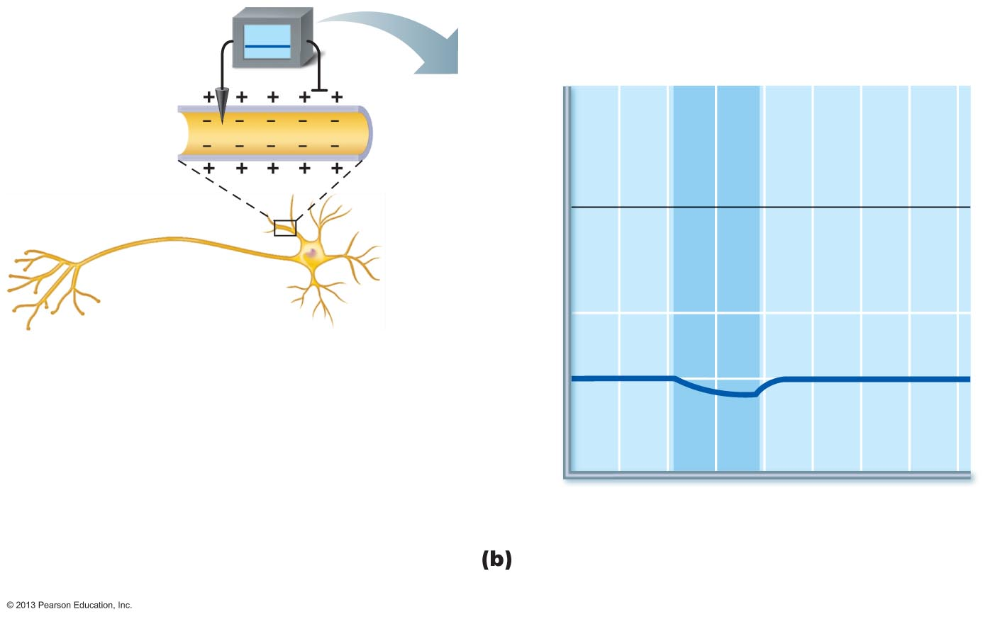 + + + + +
− − − − −
− − − − −
+ + + + +
(b)
© 2013 Pearson Education, Inc.